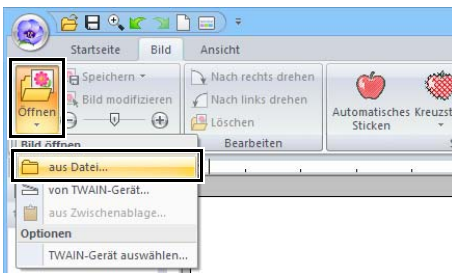 Startseite Bild Ansicht
Öffnen
Speichern
Bild modifizieren
Nach rechts drehen
Nach links drehen
Löschen
Automatisches Sticken
Bild öffnen
Bearbeiten
aus Datei...
von TWAIN-Gerät...
aus Zwischenablage...
Optionen
TWAIN-Gerät auswählen...